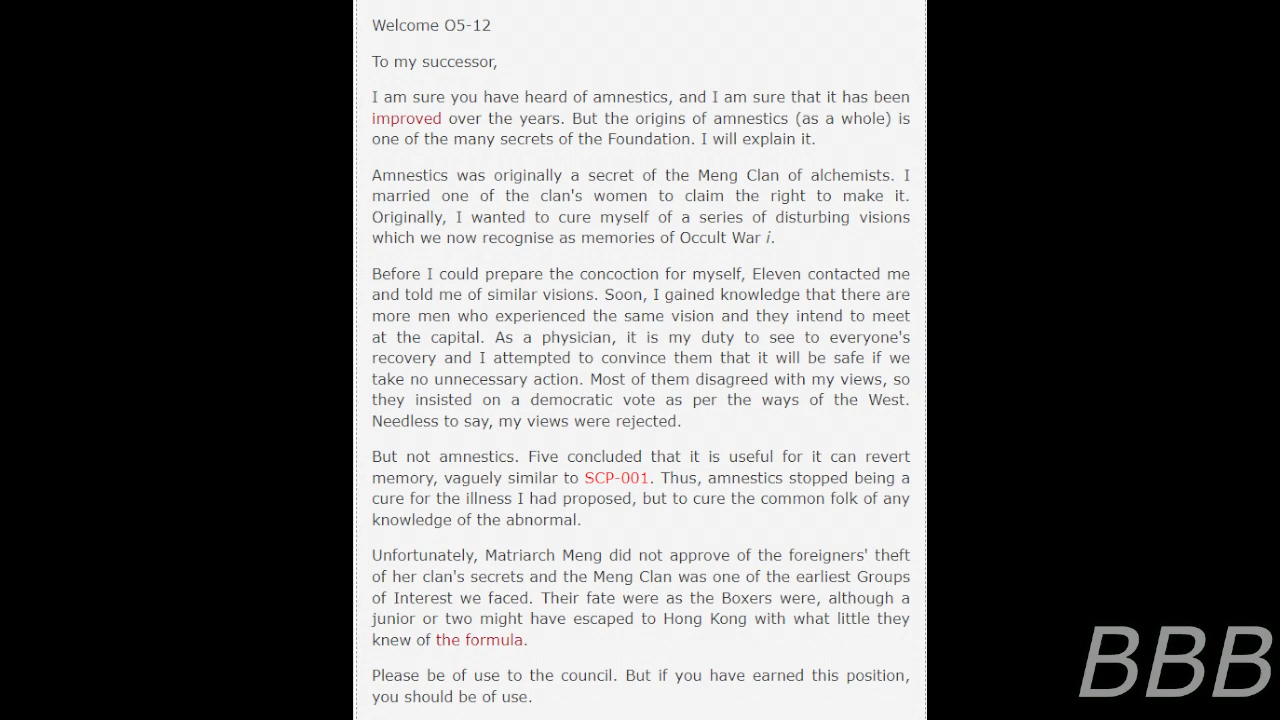 Welcome O5-12
To my successor,
I am sure you have heard of amnestics, and I am sure that it has been
improved over the years. But the origins of amnestics (as a whole) is
one of the many secrets of the Foundation. I will explain it.
Amnestics was originally a secret of the Meng Clan of alchemists. I
married one of the clan's women to claim the right to make it.
Originally, I wanted to cure myself of a series of disturbing visions
which we now recognise as memories of Occult War i.
Before I could prepare the concoction for myself, Eleven contacted me
and told me of similar visions. Soon, I gained knowledge that there are
more men who experienced the same vision and they intend to meet
at the capital. As a physician, it is my duty to see to everyone's
recovery and I attempted to convince them that it will be safe if we
take no unnecessary action. Most of them disagreed with my views, so
they insisted on a democratic vote as per the ways of the West.
Needless to say, my views were rejected.
But not amnestics. Five concluded that it is useful for it can revert
memory, vaguely similar to SCP-001. Thus, amnestics stopped being a
cure for the illness I had proposed, but to cure the common folk of any
knowledge of the abnormal.
Unfortunately, Matriarch Meng did not approve of the foreigners' theft
of her clan's secrets and the Meng Clan was one of the earliest Groups
of Interest we faced. Their fate were as the Boxers were, although a
junior or two might have escaped to Hong Kong with what little they
knew of the formula.
Please be of use to the council. But if you have earned this position,
you should be of use.
BBB